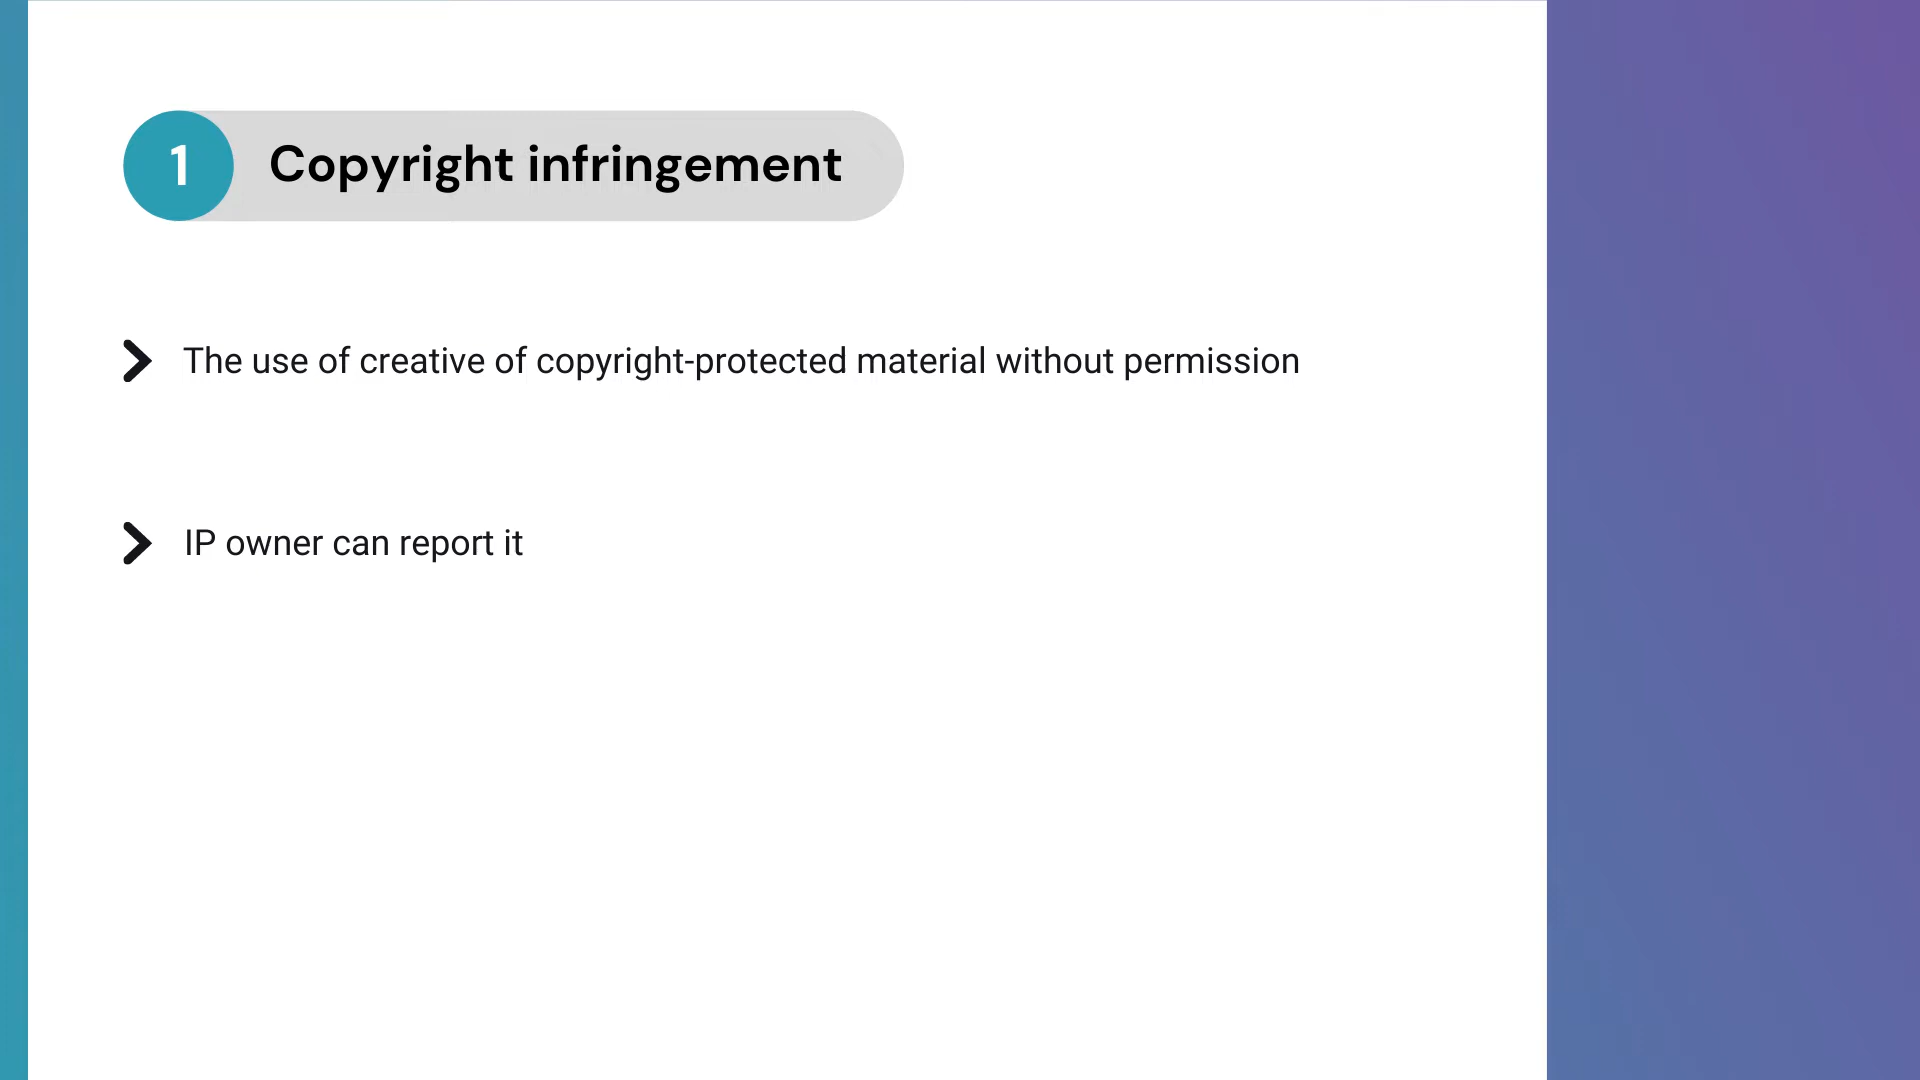 1 Copyright infringement
The use of creative of copyright-protected material without permission
IP owner can report it